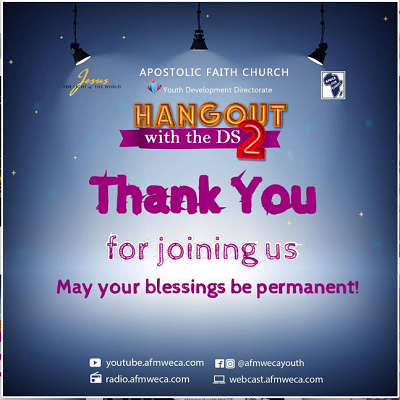 Jesus
THE LIGHT of THE WORLD
APOSTOLIC FAITH CHURCH
Youth Development Directorate
HANGOUT
with the DS 2
Thank You
for joining us
May your blessings be permanent!
youtube.afmweca.com
@afmwecayouth
radio.afmweca.com
webcast.afmweca.com